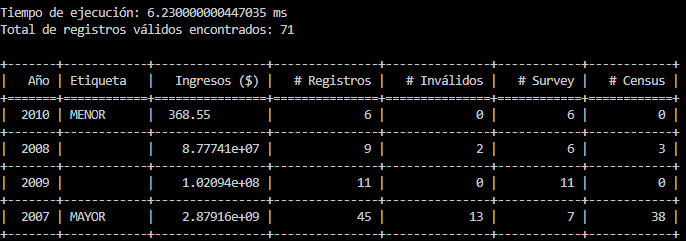 Tiempo de ejecución: 6.230000000447035 ms
Total de registros válidos encontrados: 71
+-------+------------+---------------+---------------+--------------+------------+------------+
|   Año | Etiqueta   |   Ingresos ($) |   # Registros |   # Inválidos |   # Survey |   # Census |
+=======+============+===============+===============+==============+============+============+
|  2010 | MENOR      |  368.55        |             6 |             0 |          6 |          0 |
+-------+------------+---------------+---------------+--------------+------------+------------+
|  2008 |            |    8.77741e+07 |             9 |             2 |          6 |          3 |
+-------+------------+---------------+---------------+--------------+------------+------------+
|  2009 |            |    1.02094e+08 |            11 |             0 |         11 |          0 |
+-------+------------+---------------+---------------+--------------+------------+------------+
|  2007 | MAYOR      |    2.87916e+09 |            45 |            13 |          7 |         38 |
+-------+------------+---------------+---------------+--------------+------------+------------+